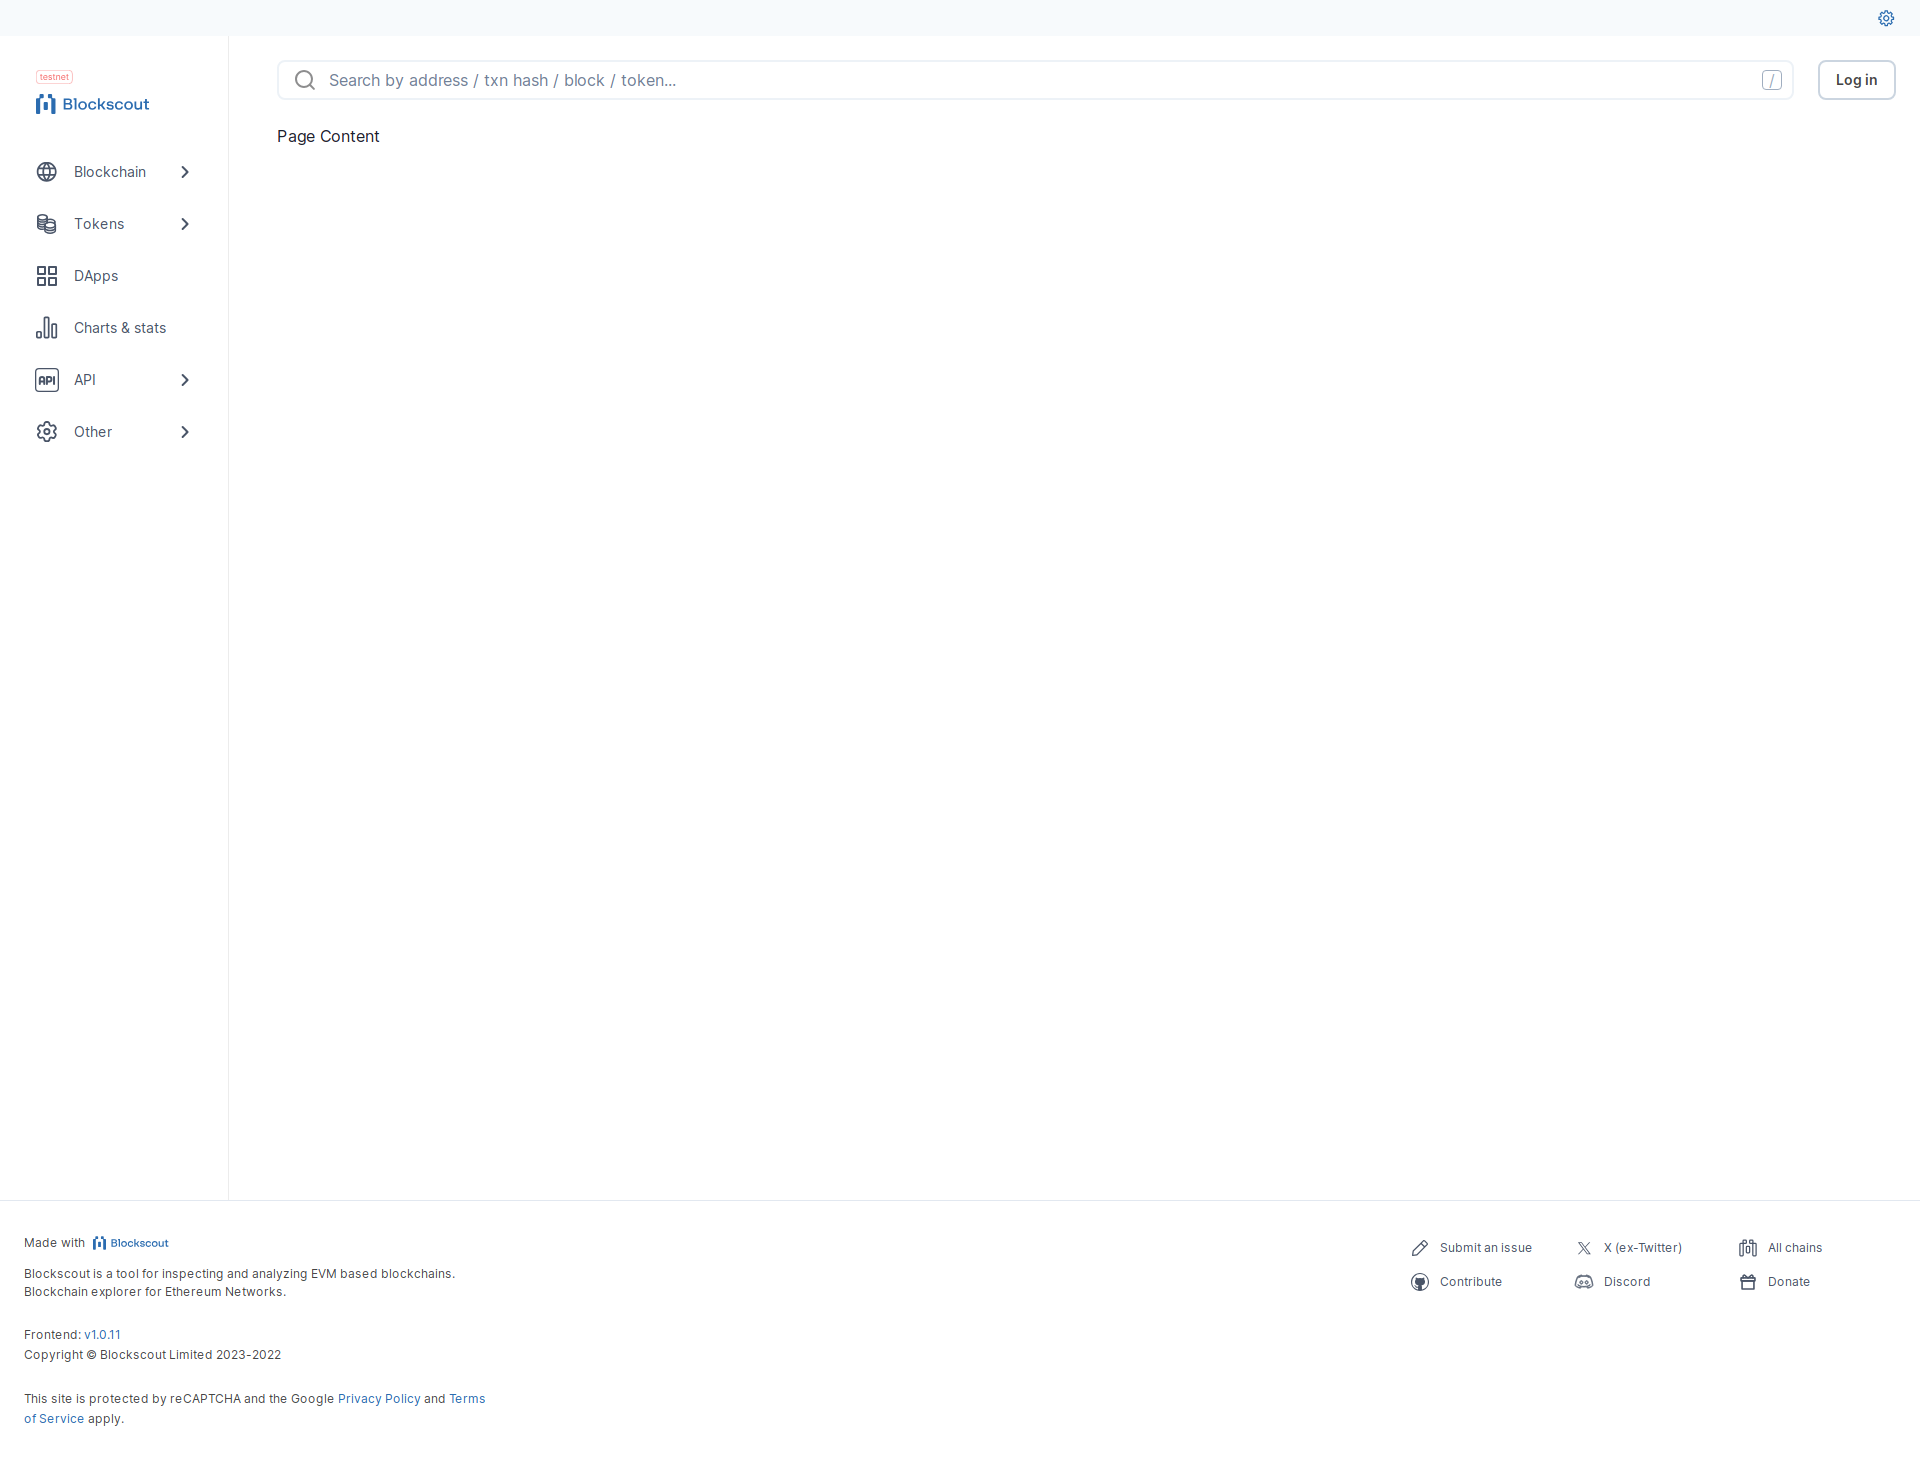 testnet
Blockscout
Search by address / txn hash / block / token...
/
Log in
Page Content
Blockchain
Tokens
DApps
Charts & stats
API
API
Other
Made with Blockscout
Blockscout is a tool for inspecting and analyzing EVM based blockchains.
Blockchain explorer for Ethereum Networks.
Frontend: v1.0.11
Copyright © Blockscout Limited 2023-2022
This site is protected by reCAPTCHA and the Google Privacy Policy and Terms
of Service apply.
Submit an issue
X (ex-Twitter)
All chains
Contribute
Discord
Donate